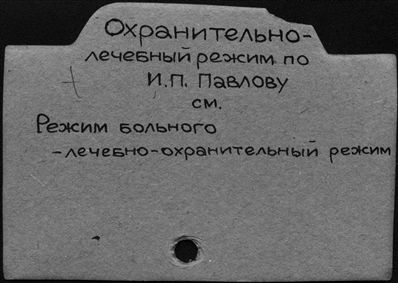 Охранительно-
лечебный режим по
И.П. Павлову
см.
Режим больного
-лечебно-охранительный режим